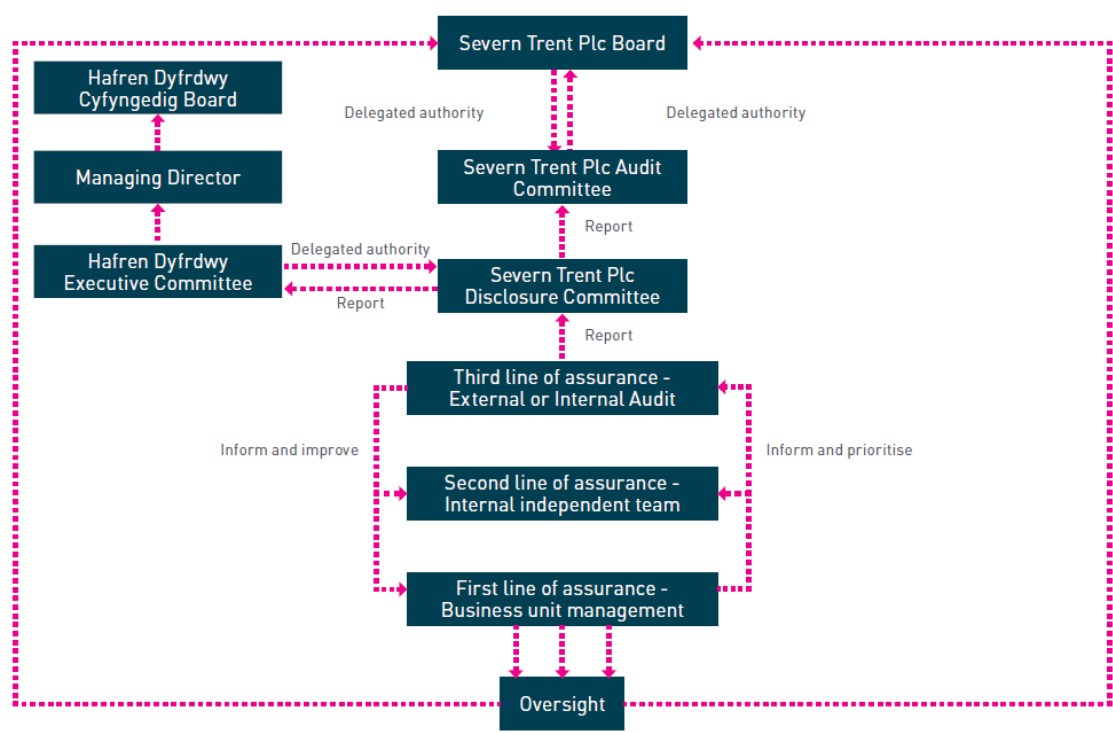 Severn Trent Plc Board
Hafren Dyfrdwy
Cyfyngedig Board
Delegated authority
Delegated authority
Managing Director
Severn Trent Plc Audit
Committee
Report
Hafren Dyfrdwy
Executive Committee
Delegated authority
Report
Severn Trent Plc
Disclosure Committee
Report
Third line of assurance -
External or Internal Audit
Inform and improve
Inform and prioritise
Second line of assurance -
Internal independent team
First line of assurance -
Business unit management
Oversight